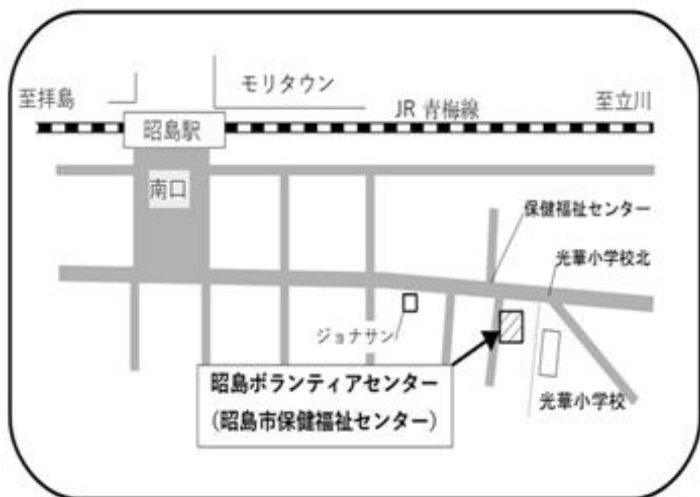 モリタウン
至拝島
JR 青梅線
至立川
昭島駅
南口
保健福祉センター
光華小学校北
ジョナサン
昭島ボランティアセンター
（昭島市保健福祉センター）
光華小学校